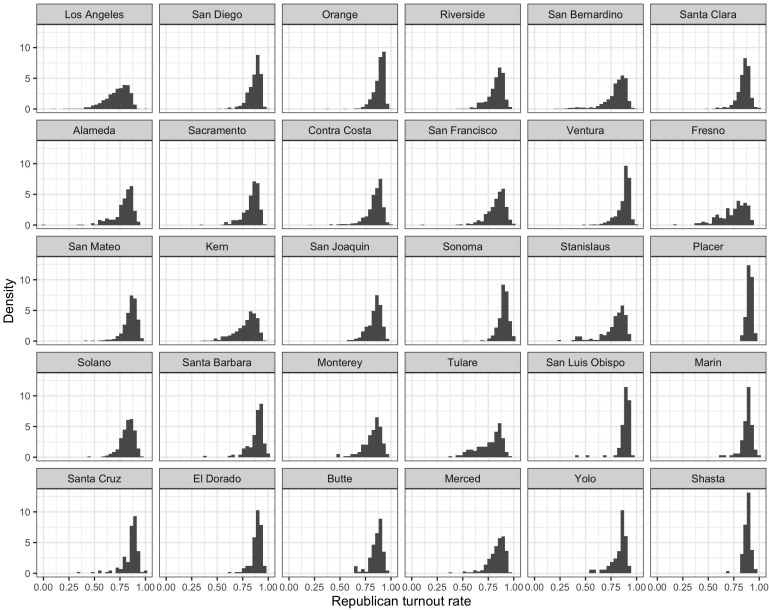 Los Angeles San Diego Orange Riverside San Bernardino Santa Clara
10
5
0
Alameda Sacramento Contra Costa San Francisco Ventura Fresno
10
5
0
San Mateo Kern San Joaquin Sonoma Stanislaus Placer
10
5
0
Solano Santa Barbara Monterey Tulare San Luis Obispo Marin
10
5
0
Santa Cruz El Dorado Butte Merced Yolo Shasta
10
5
0
0.00 0.25 0.50 0.75 1.00 0.00 0.25 0.50 0.75 1.00 0.00 0.25 0.50 0.75 1.00 0.00 0.25 0.50 0.75 1.00 0.00 0.25 0.50 0.75 1.00 0.00 0.25 0.50 0.75 1.00
Republican turnout rate
Density